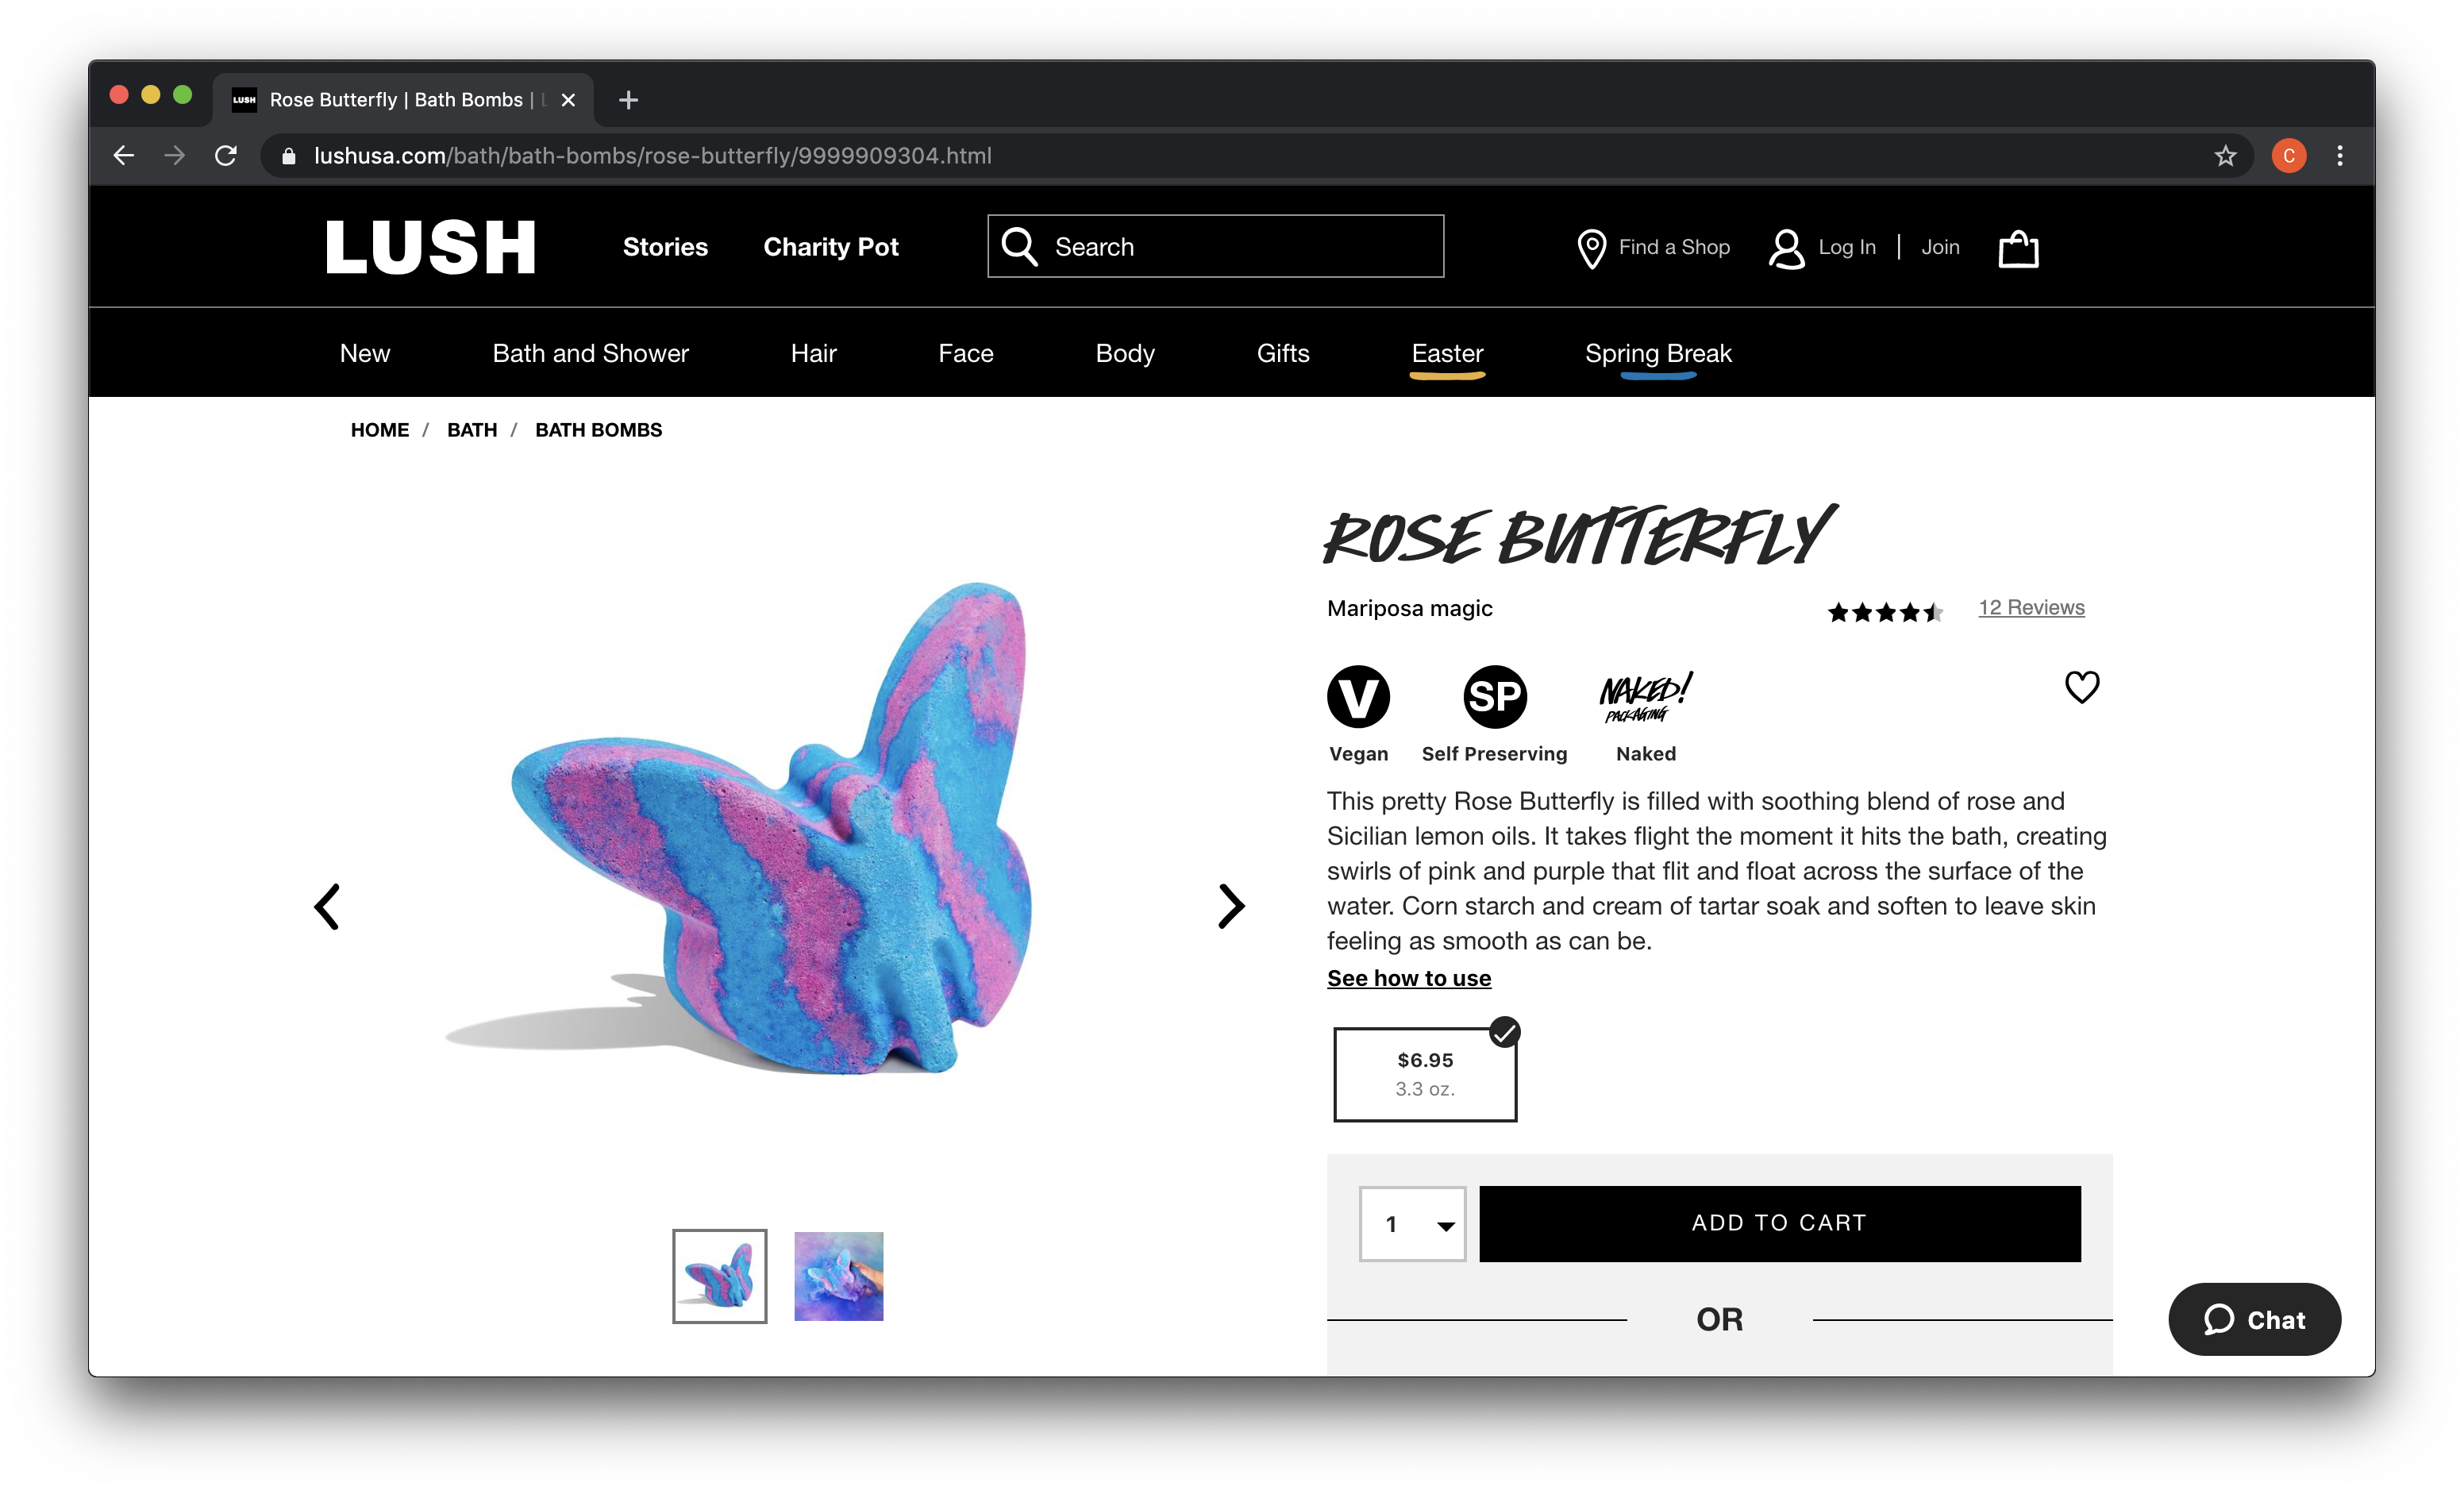 LUSH Rose Butterfly | Bath Bombs |
lushusa.com/bath/bath-bombs/rose-butterfly/9999909304.html
C
LUSH
Stories
Charity Pot
Search
Find a Shop
Log In | Join
New
Bath and Shower
Hair
Face
Body
Gifts
Easter
Spring Break
HOME / BATH / BATH BOMBS
ROSE BUTTERFLY
Mariposa magic
12 Reviews
V
SP
NAKED!
PACKAGING
Vegan
Self Preserving
Naked
This pretty Rose Butterfly is filled with soothing blend of rose and
Sicilian lemon oils. It takes flight the moment it hits the bath, creating
swirls of pink and purple that flit and float across the surface of the
water. Corn starch and cream of tartar soak and soften to leave skin
feeling as smooth as can be.
See how to use
$6.95
3.3 oz.
1
ADD TO CART
OR
Chat